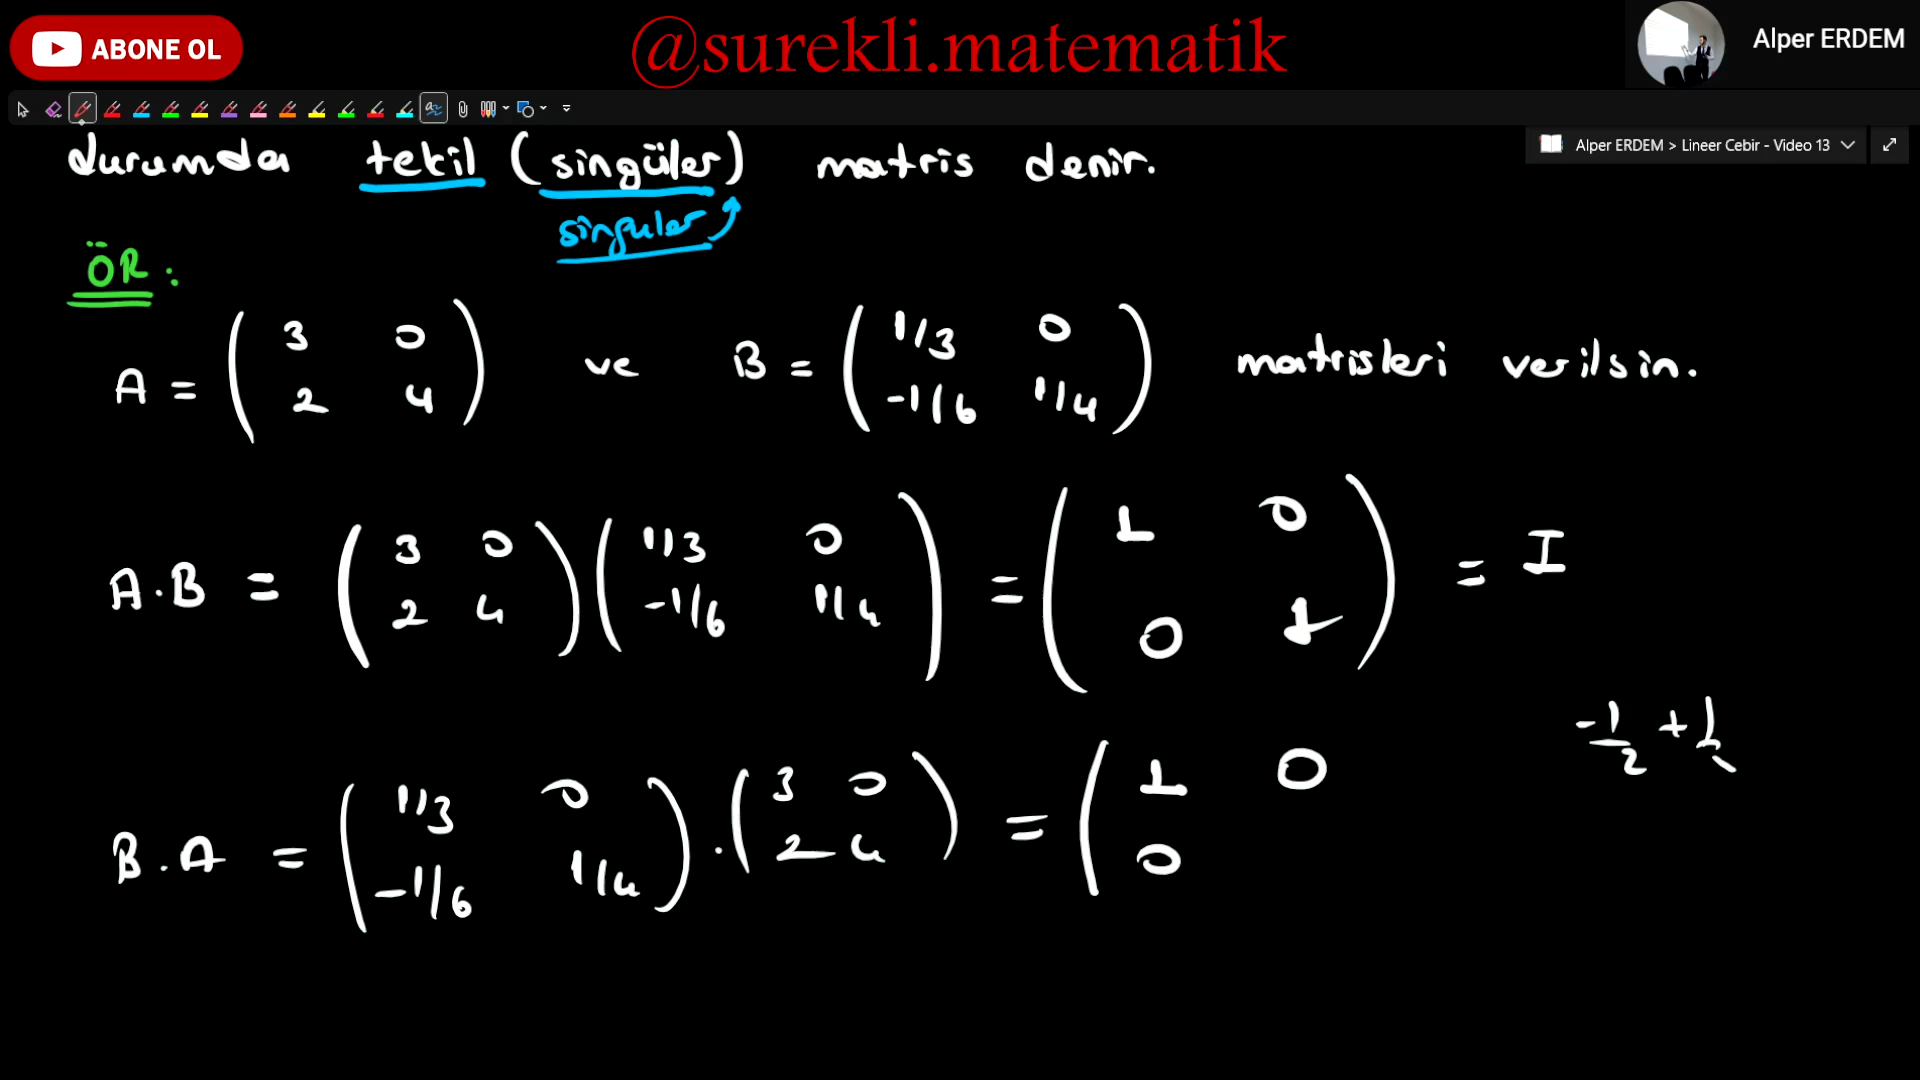 ABONE OL
@surekli.matematik
Alper ERDEM
Alper ERDEM > Lineer Cebir - Video 13
durumda tekil (singüler) matris denir.
singuler
ÖR:
A = ( 3 0 ; 2 4 ) ve B = ( 1/3 0 ; -1/6 1/4 ) matrisleri verilsin.
A.B = ( 3 0 ; 2 4 ) ( 1/3 0 ; -1/6 1/4 ) = ( 1 0 ; 0 1 ) = I
-1/2 + 1
B.A = ( 1/3 0 ; -1/6 1/4 ) . ( 3 0 ; 2 4 ) = ( 1 0 ; 0